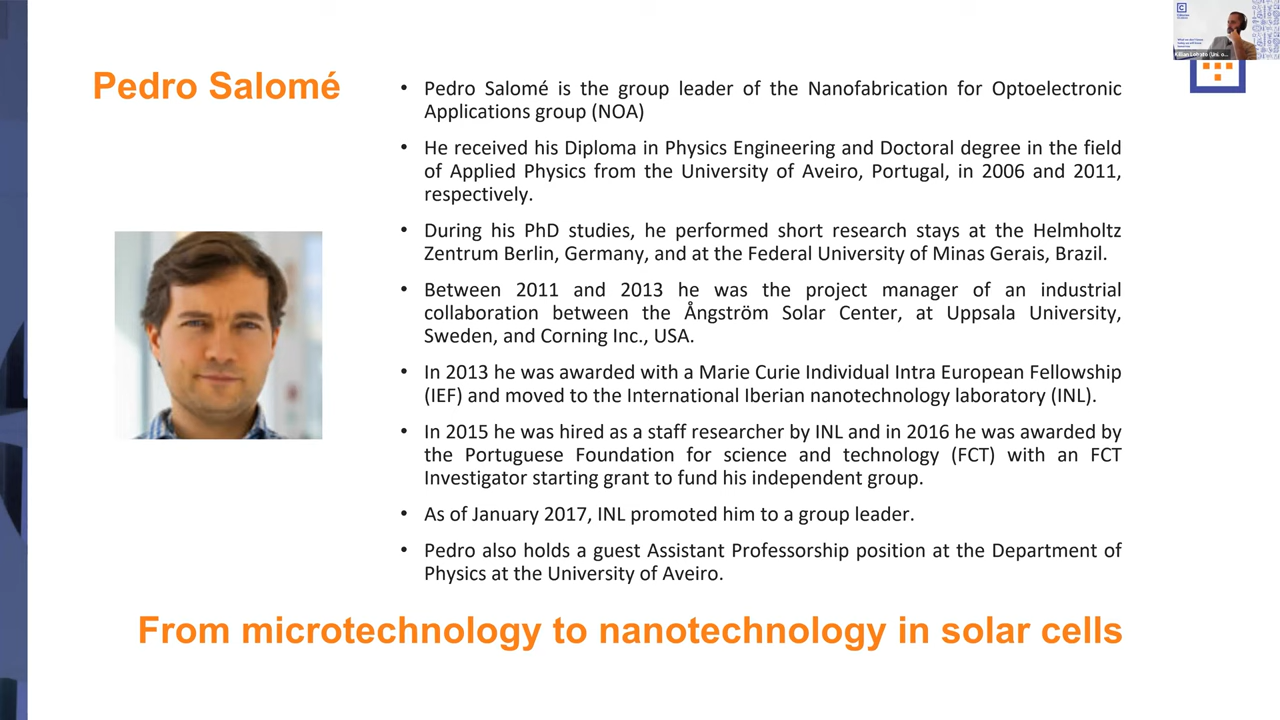 Pedro Salomé
• Pedro Salomé is the group leader of the Nanofabrication for Optoelectronic
Applications group (NOA)
• He received his Diploma in Physics Engineering and Doctoral degree in the field
of Applied Physics from the University of Aveiro, Portugal, in 2006 and 2011,
respectively.
• During his PhD studies, he performed short research stays at the Helmholtz
Zentrum Berlin, Germany, and at the Federal University of Minas Gerais, Brazil.
• Between 2011 and 2013 he was the project manager of an industrial
collaboration between the Ångström Solar Center, at Uppsala University,
Sweden, and Corning Inc., USA.
• In 2013 he was awarded with a Marie Curie Individual Intra European Fellowship
(IEF) and moved to the International Iberian nanotechnology laboratory (INL).
• In 2015 he was hired as a staff researcher by INL and in 2016 he was awarded by
the Portuguese Foundation for science and technology (FCT) with an FCT
Investigator starting grant to fund his independent group.
• As of January 2017, INL promoted him to a group leader.
• Pedro also holds a guest Assistant Professorship position at the Department of
Physics at the University of Aveiro.
From microtechnology to nanotechnology in solar cells